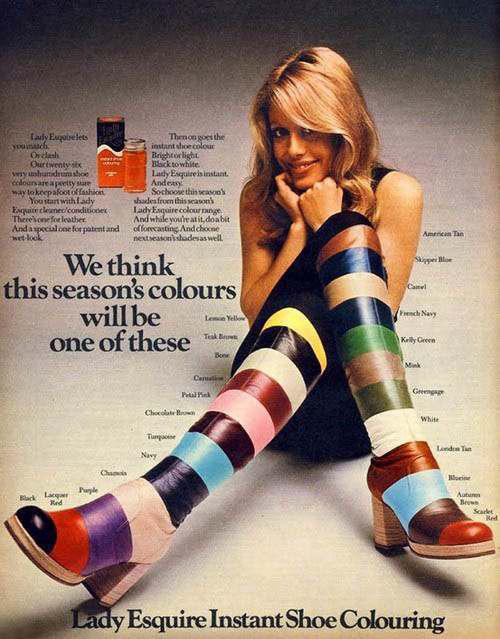 Lady Esquire lets
you match.
Or clash.
Our twenty-six
very unhumdrum shoe
colours are a pretty sure
way to keep afoot of fashion.
You start with Lady
Esquire cleaner/conditioner.
There's one for leather.
And a special one for patent and
wet-look.
Then on goes the
instant shoe colour.
Bright or light.
Black to white.
Lady Esquire is instant.
And easy.
So choose this season's
shades from this season's
Lady Esquire colour range.
And while you're at it, do a bit
of forecasting. And choose
next season's shades as well.
We think
this season's colours
will be
one of these
American Tan
Skipper Blue
Camel
French Navy
Kelly Green
Mink
Greengage
White
London Tan
Blueine
Autumn
Brown
Scarlet
Red
Lemon Yellow
Teak Brown
Bone
Carnation
Petal Pink
Chocolate Brown
Turquoise
Navy
Chamois
Purple
Lacquer
Red
Black
Lady Esquire Instant Shoe Colouring